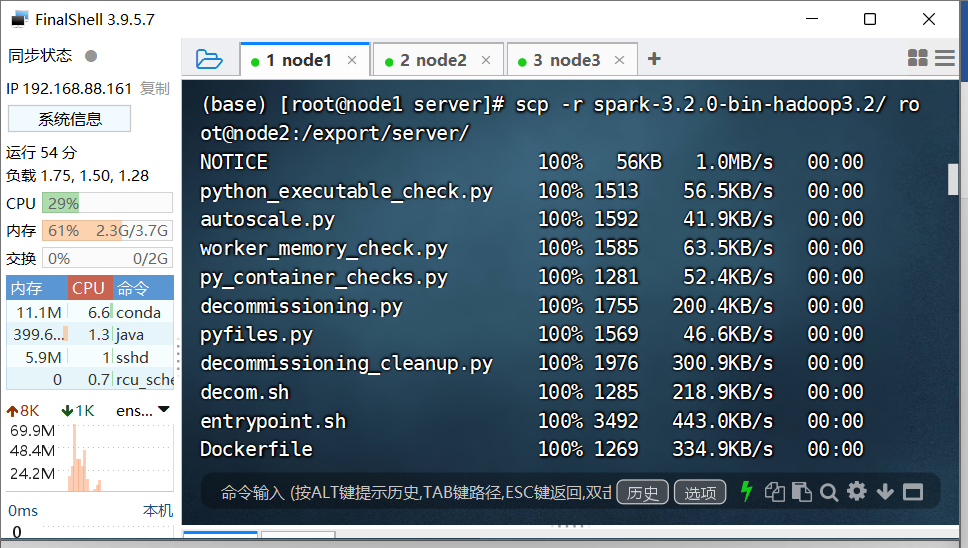 FinalShell 3.9.5.7
同步状态
IP 192.168.88.161 复制
系统信息
运行 54 分
负载 1.75, 1.50, 1.28
CPU 29%
内存 61% 2.3G/3.7G
交换 0% 0/2G
内存 CPU 命令
11.1M 6.6 conda
399.6... 1.3 java
5.9M 1 sshd
0 0.7 rcu_sche
8K 1K ens...
69.9M
48.4M
24.2M
0ms 本机
0
1 node1
2 node2
3 node3
(base) [root@node1 server]# scp -r spark-3.2.0-bin-hadoop3.2/ ro
ot@node2:/export/server/
NOTICE 100% 56KB 1.0MB/s 00:00
python_executable_check.py 100% 1513 56.5KB/s 00:00
autoscale.py 100% 1592 41.9KB/s 00:00
worker_memory_check.py 100% 1585 63.5KB/s 00:00
py_container_checks.py 100% 1281 52.4KB/s 00:00
decommissioning.py 100% 1755 200.4KB/s 00:00
pyfiles.py 100% 1569 46.6KB/s 00:00
decommissioning_cleanup.py 100% 1976 300.9KB/s 00:00
decom.sh 100% 1285 218.9KB/s 00:00
entrypoint.sh 100% 3492 443.0KB/s 00:00
Dockerfile 100% 1269 334.9KB/s 00:00
命令输入 (按ALT键提示历史,TAB键路径,ESC键返回,双击 历史 选项